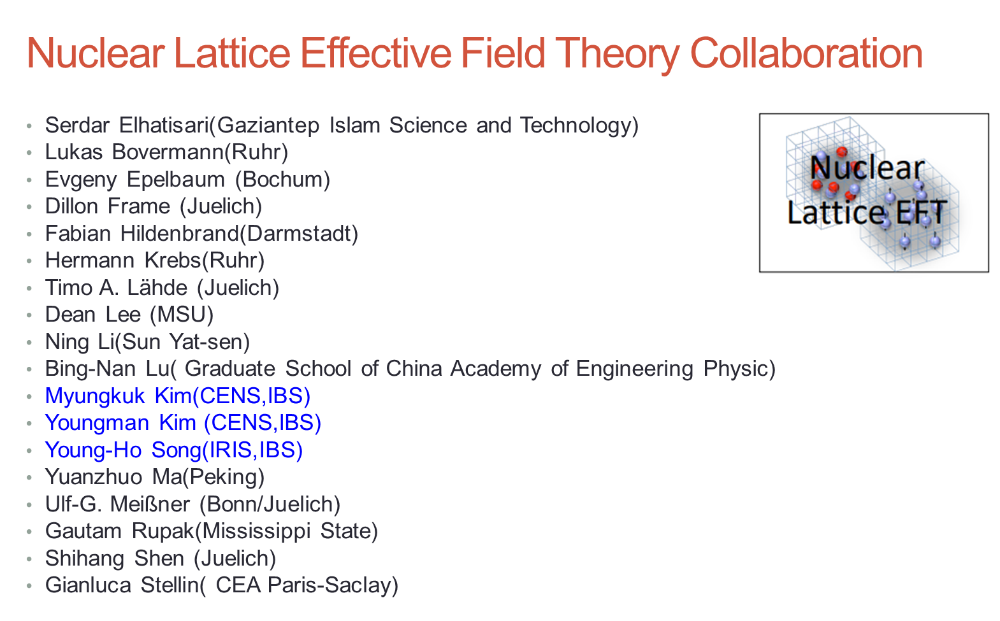 Nuclear Lattice Effective Field Theory Collaboration
• Serdar Elhatisari(Gaziantep Islam Science and Technology)
• Lukas Bovermann(Ruhr)
• Evgeny Epelbaum (Bochum)
• Dillon Frame (Juelich)
• Fabian Hildenbrand(Darmstadt)
• Hermann Krebs(Ruhr)
• Timo A. Lähde (Juelich)
• Dean Lee (MSU)
• Ning Li(Sun Yat-sen)
• Bing-Nan Lu( Graduate School of China Academy of Engineering Physic)
• Myungkuk Kim(CENS,IBS)
• Youngman Kim (CENS,IBS)
• Young-Ho Song(IRIS,IBS)
• Yuanzhuo Ma(Peking)
• Ulf-G. Meißner (Bonn/Juelich)
• Gautam Rupak(Mississippi State)
• Shihang Shen (Juelich)
• Gianluca Stellin( CEA Paris-Saclay)
Nuclear
Lattice EFT